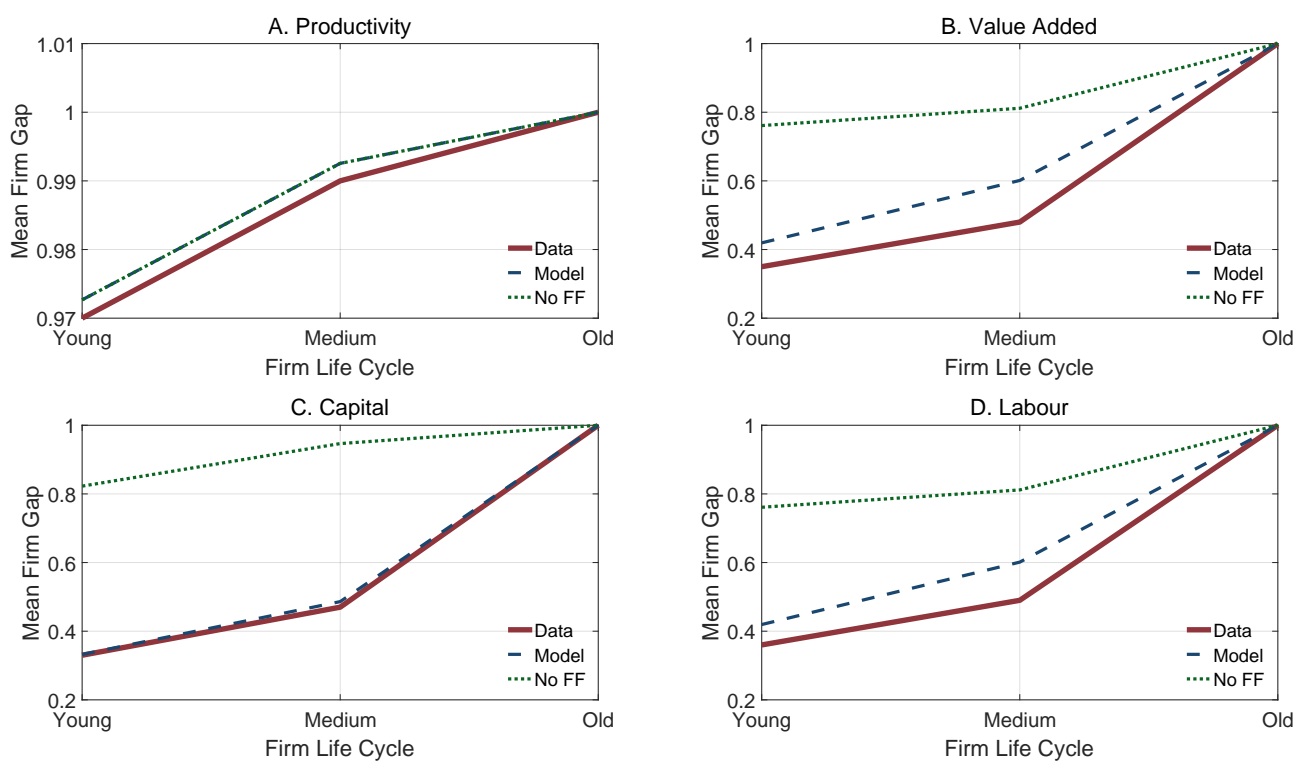 A. Productivity
1.01
1
0.99
0.98
0.97
Mean Firm Gap
Young
Medium
Old
Firm Life Cycle
Data
Model
No FF
B. Value Added
1
0.8
0.6
0.4
0.2
Mean Firm Gap
Young
Medium
Old
Firm Life Cycle
Data
Model
No FF
C. Capital
1
0.8
0.6
0.4
0.2
Mean Firm Gap
Young
Medium
Old
Firm Life Cycle
Data
Model
No FF
D. Labour
1
0.8
0.6
0.4
0.2
Mean Firm Gap
Young
Medium
Old
Firm Life Cycle
Data
Model
No FF